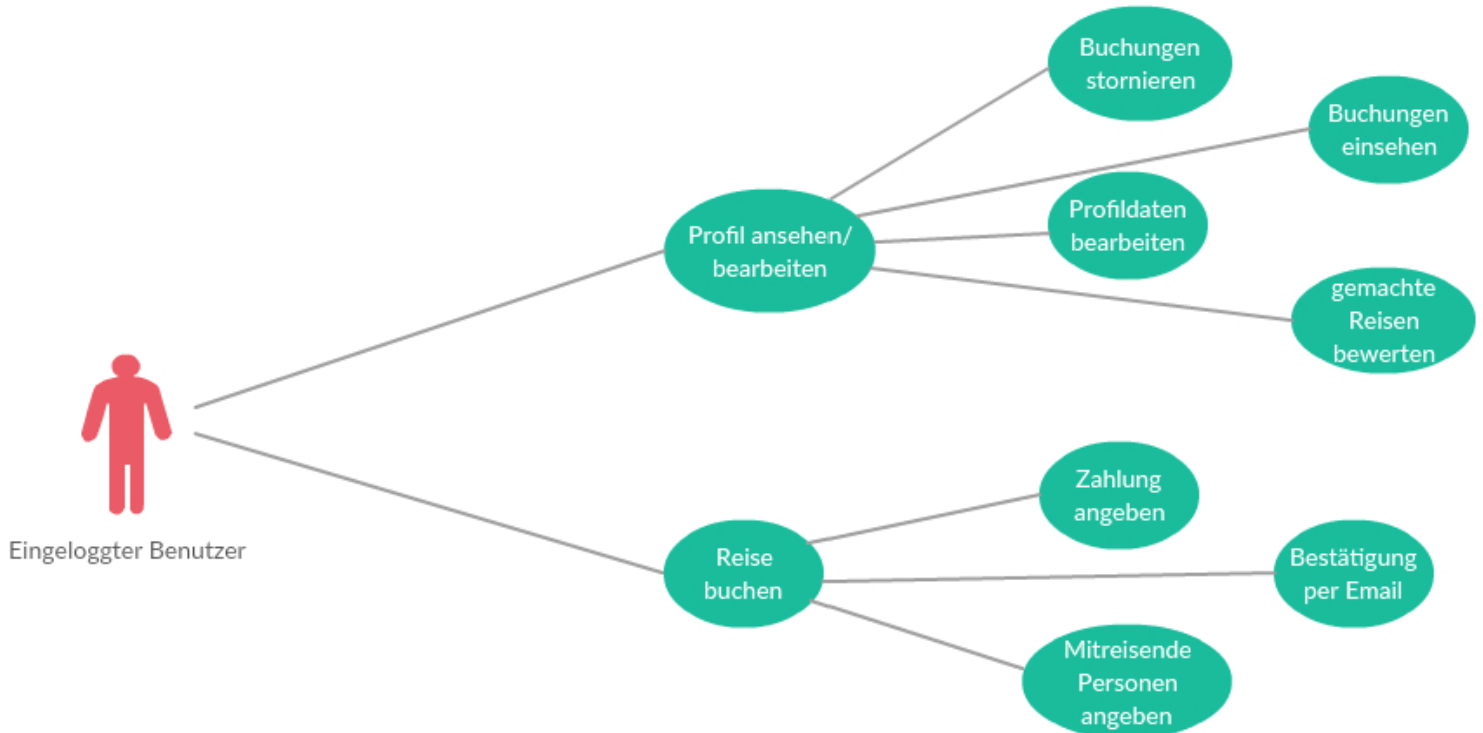 Buchungen
stornieren
Buchungen
einsehen
Profildaten
bearbeiten
Profil ansehen/
bearbeiten
gemachte
Reisen
bewerten
Eingeloggter Benutzer
Zahlung
angeben
Reise
buchen
Bestätigung
per Email
Mitreisende
Personen
angeben